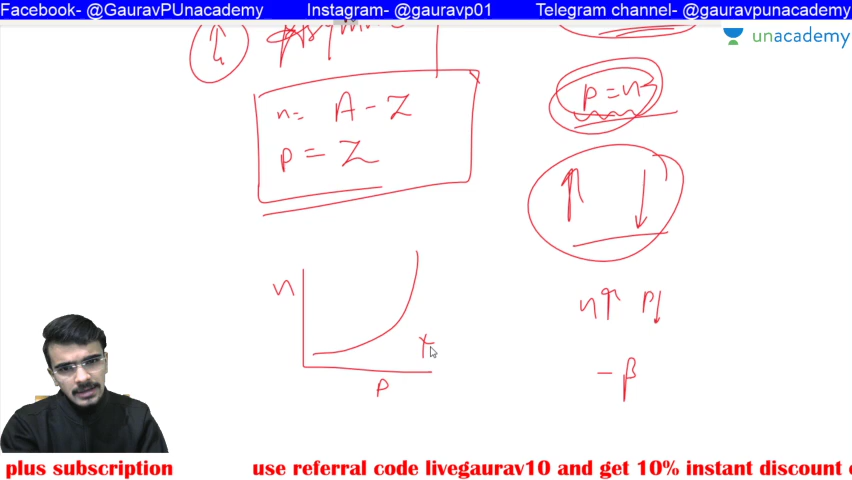 Facebook- @GauravPUnacademy Instagram- @gauravp01 Telegram channel- @gauravpunacademy
unacademy
n= A - Z
p = Z
p = n
n
p
n↑ p↓
- β
plus subscription use referral code livegaurav10 and get 10% instant discount